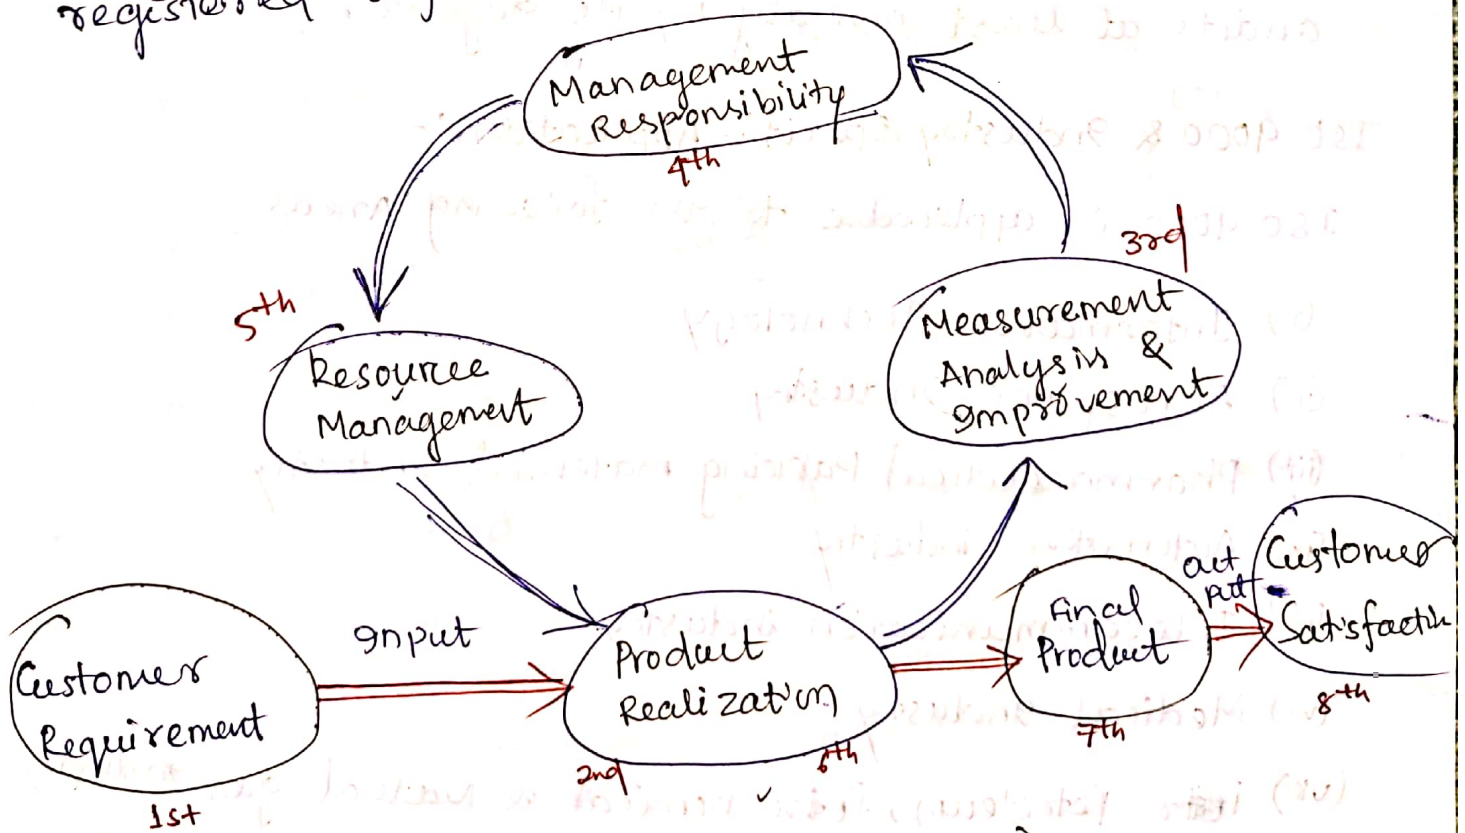 registered
Management
Responsibility
4th
3rd
5th
Measurement
Analysis &
Improvement
Resource
Management
Customer
Requirement
1st
Input
Product
Realization
2nd
6th
Final
Product
7th
out
put
Customer
Satisfaction
8th